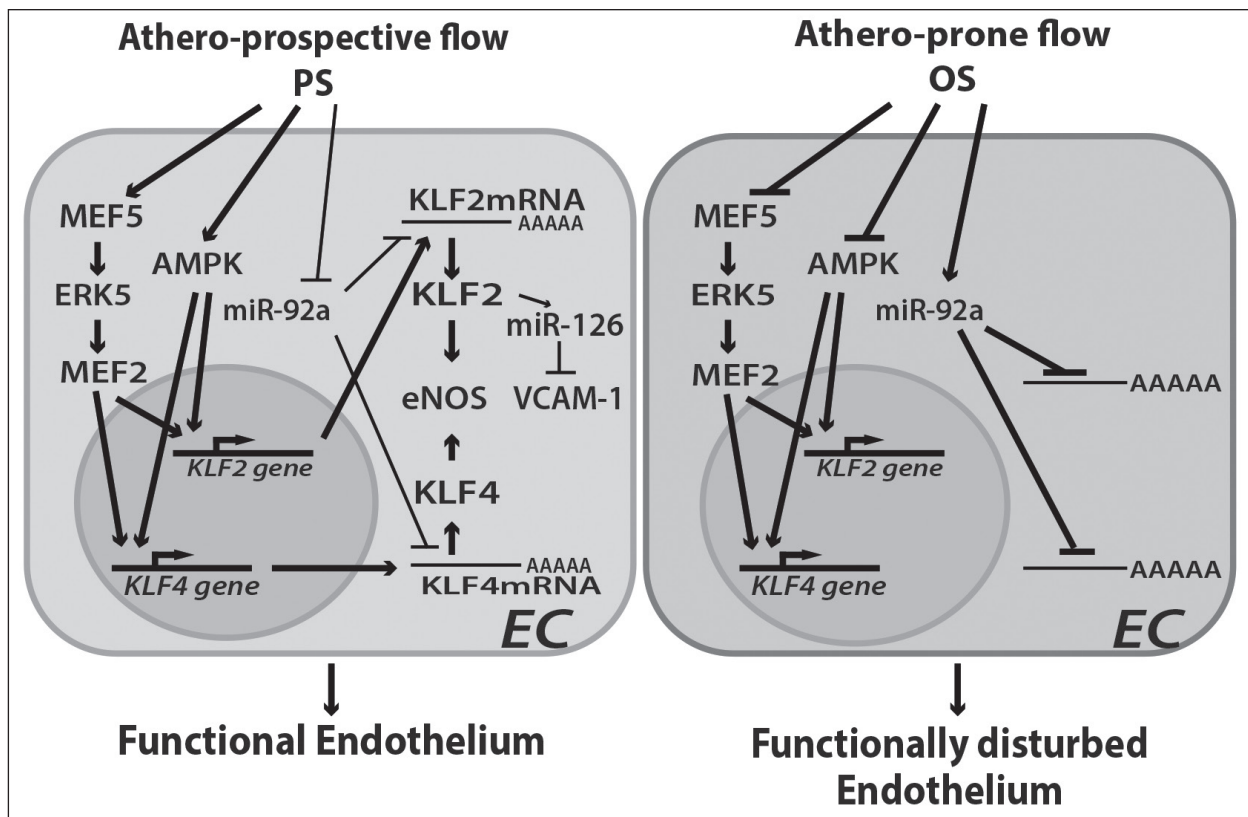 Athero-prospective flow
PS
MEF5
ERK5
MEF2
AMPK
miR-92a
KLF2mRNA
AAAAA
KLF2
miR-126
eNOS
VCAM-1
KLF2 gene
KLF4
KLF4 gene
AAAAA
KLF4mRNA
EC
Functional Endothelium
Athero-prone flow
OS
MEF5
ERK5
MEF2
AMPK
miR-92a
AAAAA
KLF2 gene
KLF4 gene
AAAAA
EC
Functionally disturbed
Endothelium